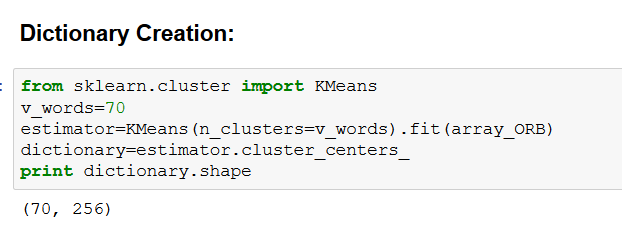 Dictionary Creation:
:
from sklearn.cluster import KMeans
v_words=70
estimator=KMeans(n_clusters=v_words).fit(array_ORB)
dictionary=estimator.cluster_centers_
print dictionary.shape
(70, 256)